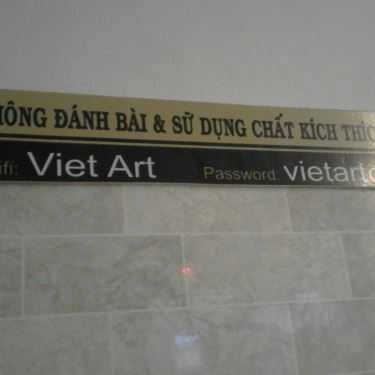 HÔNG ĐÁNH BÀI & SỬ DỤNG CHẤT KÍCH THÍC
ifi: Viet Art Password: vietart